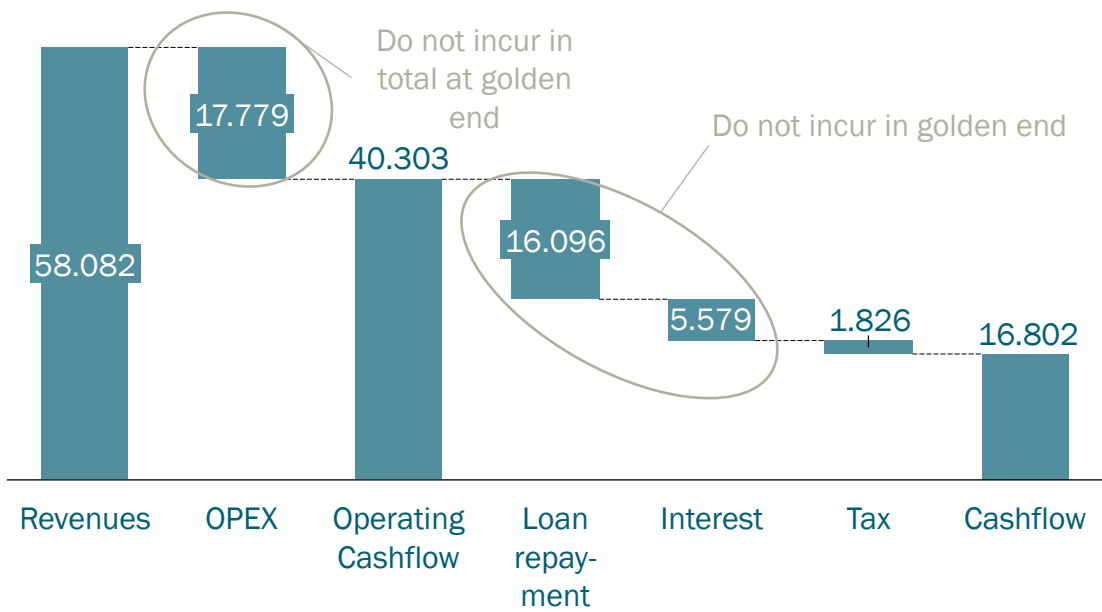 Do not incur in
total at golden
end
Do not incur in golden end
17.779
40.303
58.082
16.096
5.579
1.826
16.802
Revenues
OPEX
Operating
Cashflow
Loan
repay-
ment
Interest
Tax
Cashflow